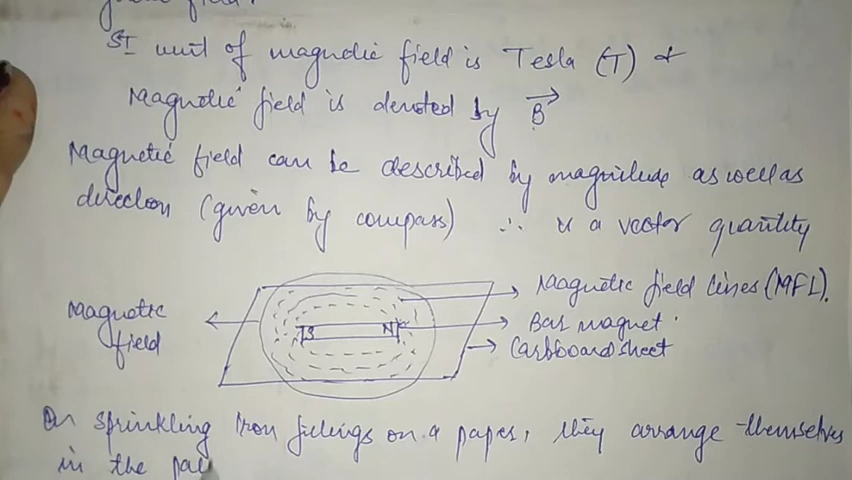 SI unit of magnetic field is Tesla (T) &
Magnetic field is denoted by B
Magnetic field can be described by magnitude as well as
direction (given by compass) ∴ is a vector quantity
Magnetic field lines (MFL).
Magnetic
field
S N
Bar magnet
Cardboard sheet
On sprinkling Iron fillings on a paper, they arrange themselves
in the pa